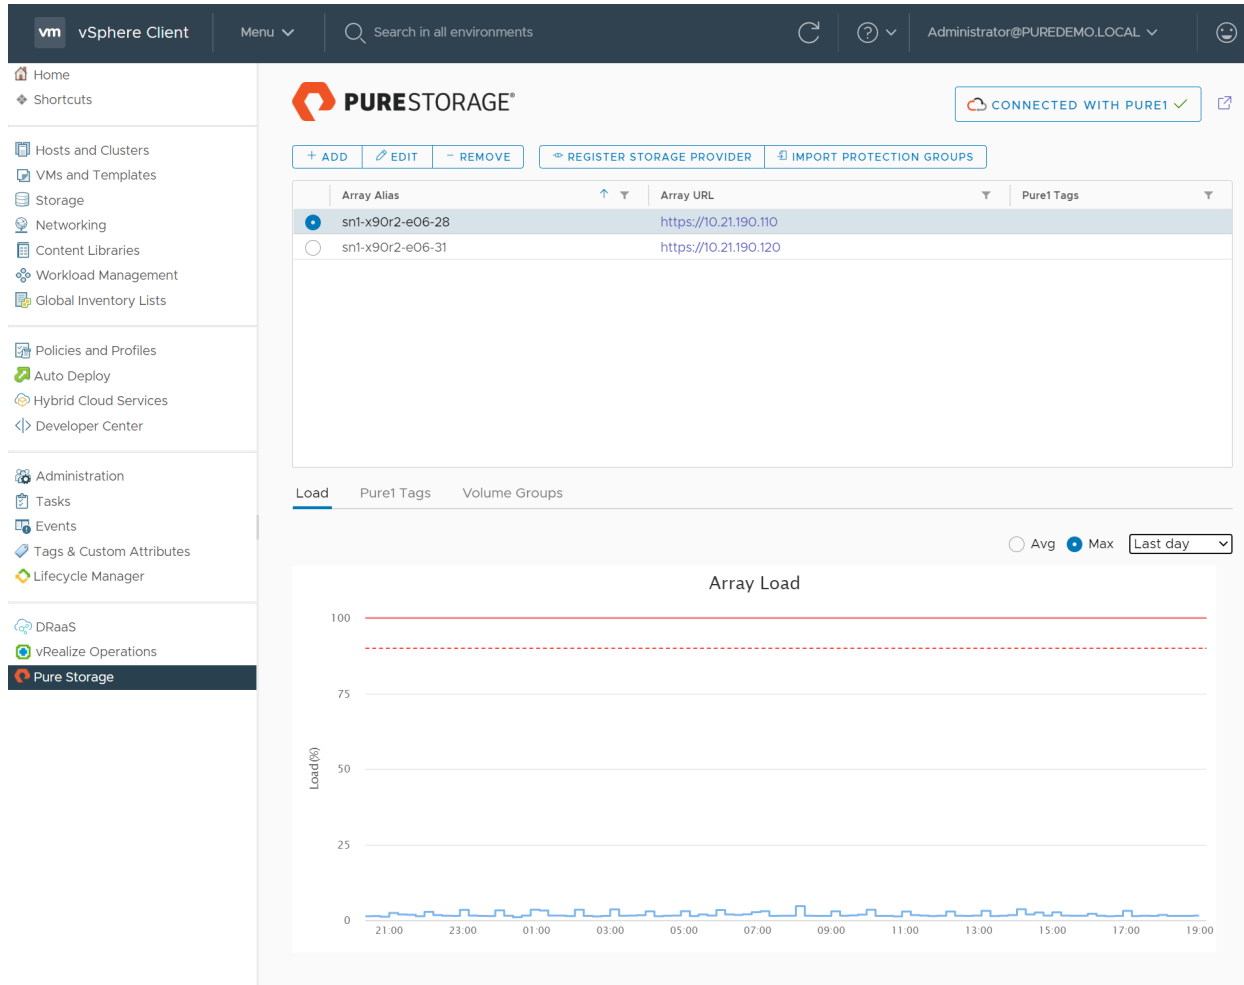 vm vSphere Client Menu Search in all environments ? Administrator@PUREDEMO.LOCAL
Home
Shortcuts
Hosts and Clusters
VMs and Templates
Storage
Networking
Content Libraries
Workload Management
Global Inventory Lists
Policies and Profiles
Auto Deploy
Hybrid Cloud Services
Developer Center
Administration
Tasks
Events
Tags & Custom Attributes
Lifecycle Manager
DRaaS
vRealize Operations
Pure Storage
PURESTORAGE®
CONNECTED WITH PURE1
+ ADD EDIT − REMOVE REGISTER STORAGE PROVIDER IMPORT PROTECTION GROUPS
Array Alias Array URL Pure1 Tags
sn1-x90r2-e06-28 https://10.21.190.110
sn1-x90r2-e06-31 https://10.21.190.120
Load Pure1 Tags Volume Groups
Avg Max Last day
Array Load
100
75
50
25
0
Load (%)
21:00 23:00 01:00 03:00 05:00 07:00 09:00 11:00 13:00 15:00 17:00 19:00